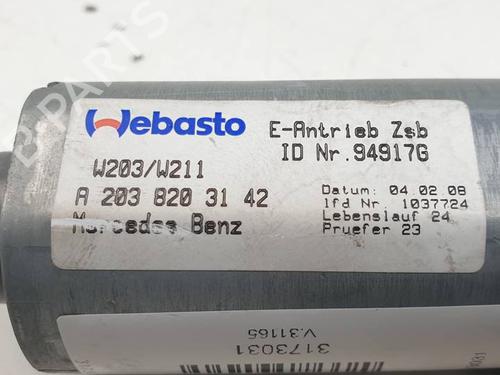 Webasto
E-Antrieb Zsb
ID Nr.94917G
W203/W211
A 203 820 31 42
Mercedes Benz
Datum: 04.02.08
lfd Nr. 1037724
Lebenslauf 24
Pruefer 23
3173031
V.31165
B-PARTS